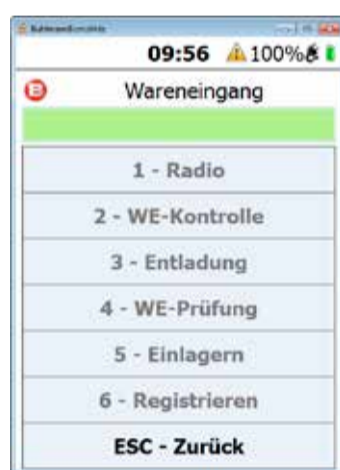 09:56 100%
Wareneingang
1 - Radio
2 - WE-Kontrolle
3 - Entladung
4 - WE-Prüfung
5 - Einlagern
6 - Registrieren
ESC - Zurück